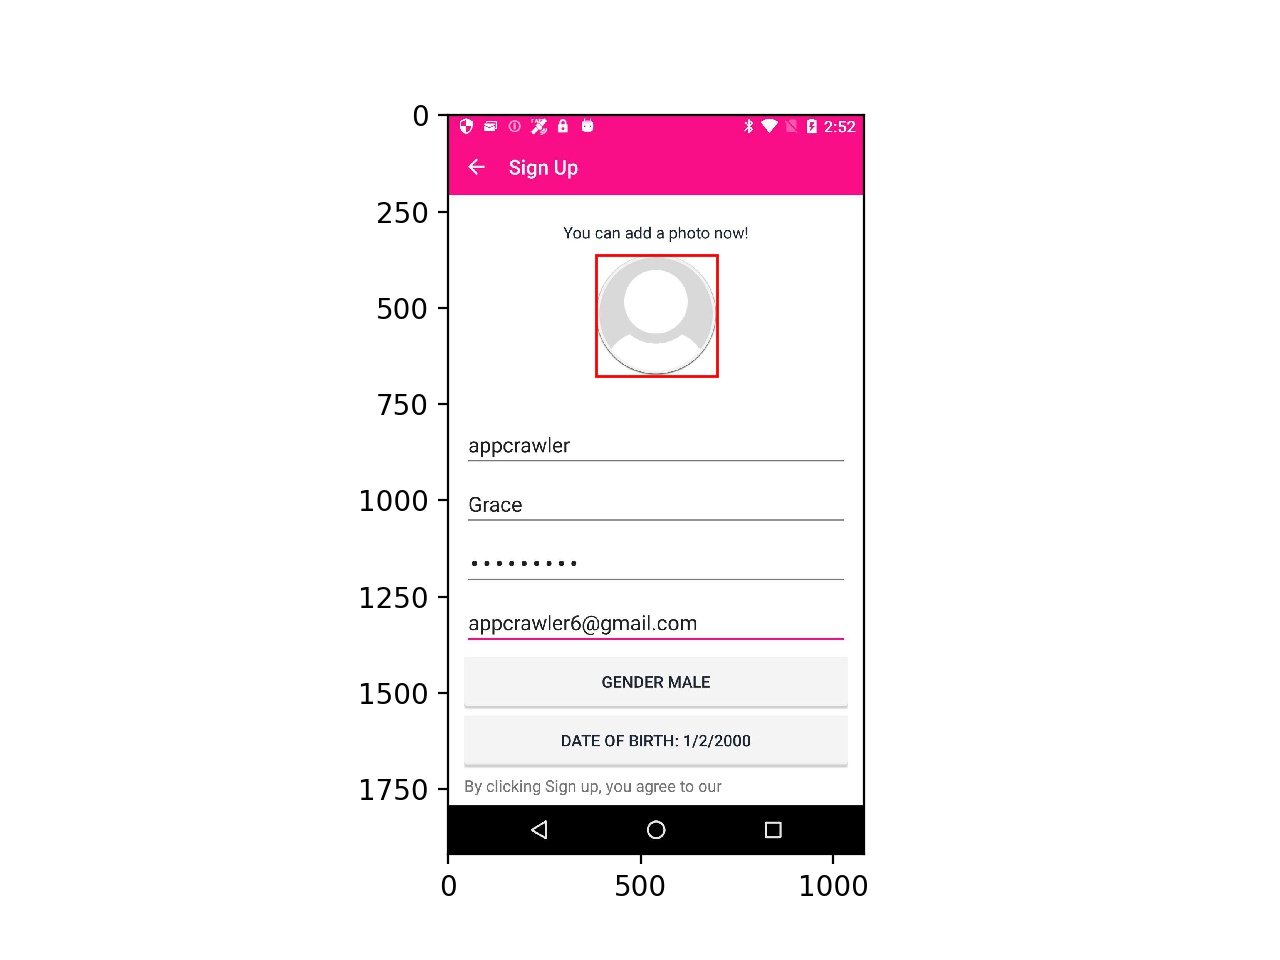 0
250
500
750
1000
1250
1500
1750
0
500
1000
2:52
Sign Up
You can add a photo now!
appcrawler
Grace
•••••••••
appcrawler6@gmail.com
GENDER MALE
DATE OF BIRTH: 1/2/2000
By clicking Sign up, you agree to our